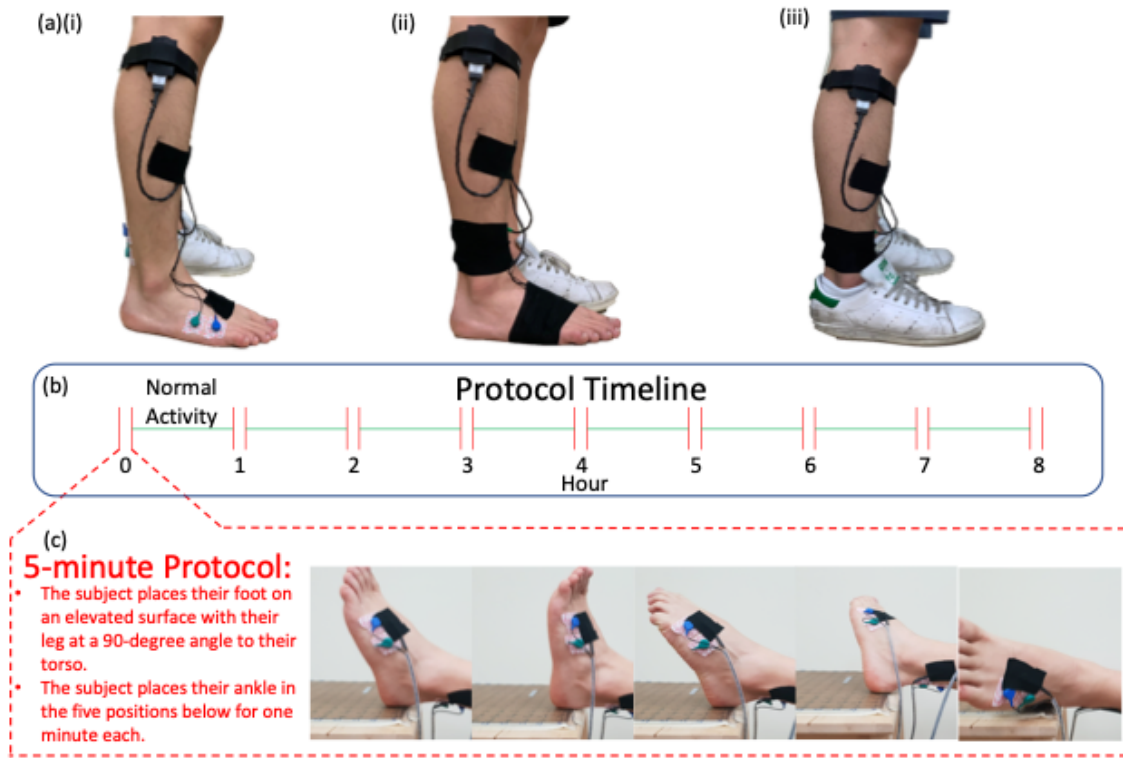 (a)(i)
(ii)
(iii)
(b)
Normal
Activity
Protocol Timeline
0 1 2 3 4 5 6 7 8
Hour
(c)
5-minute Protocol:
• The subject places their foot on
an elevated surface with their
leg at a 90-degree angle to their
torso.
• The subject places their ankle in
the five positions below for one
minute each.